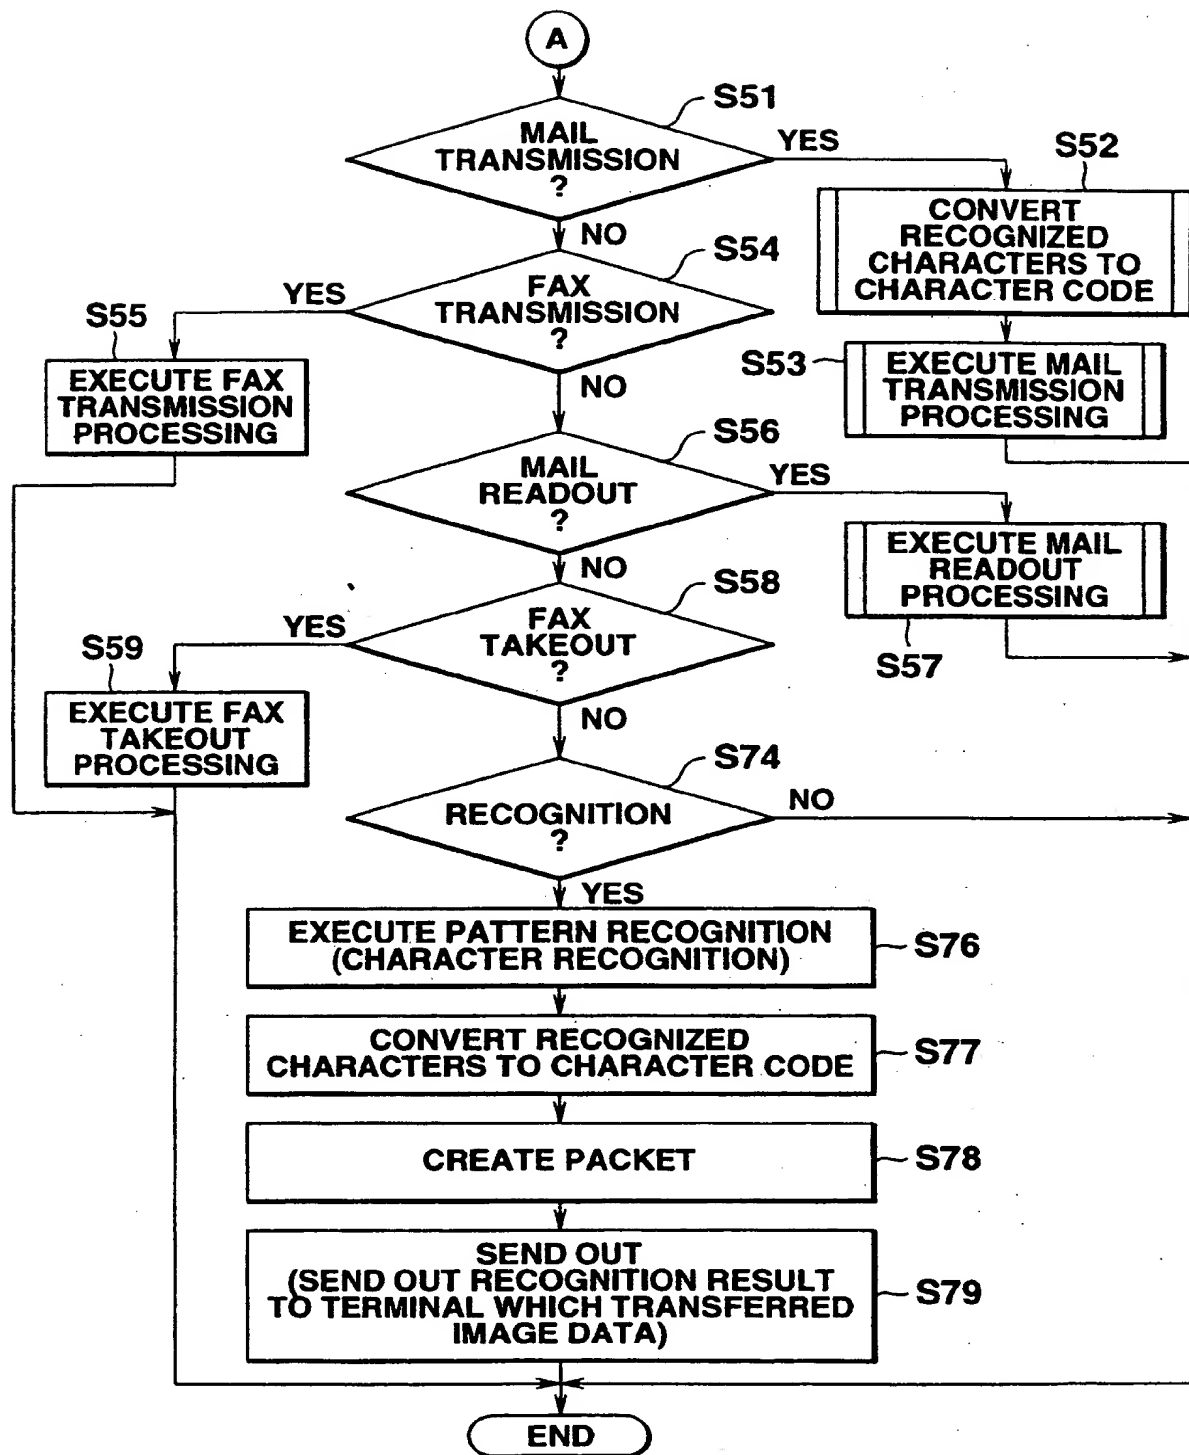 A
S51
MAIL
TRANSMISSION
?
YES
S52
CONVERT
RECOGNIZED
CHARACTERS TO
CHARACTER CODE
NO
S54
FAX
TRANSMISSION
?
YES
S55
EXECUTE FAX
TRANSMISSION
PROCESSING
S53
EXECUTE MAIL
TRANSMISSION
PROCESSING
NO
S56
MAIL
READOUT
?
YES
EXECUTE MAIL
READOUT
PROCESSING
S57
NO
S58
FAX
TAKEOUT
?
YES
S59
EXECUTE FAX
TAKEOUT
PROCESSING
NO
S74
RECOGNITION
?
NO
YES
EXECUTE PATTERN RECOGNITION
(CHARACTER RECOGNITION)
S76
CONVERT RECOGNIZED
CHARACTERS TO CHARACTER CODE
S77
CREATE PACKET
S78
SEND OUT
(SEND OUT RECOGNITION RESULT
TO TERMINAL WHICH TRANSFERRED
IMAGE DATA)
S79
END